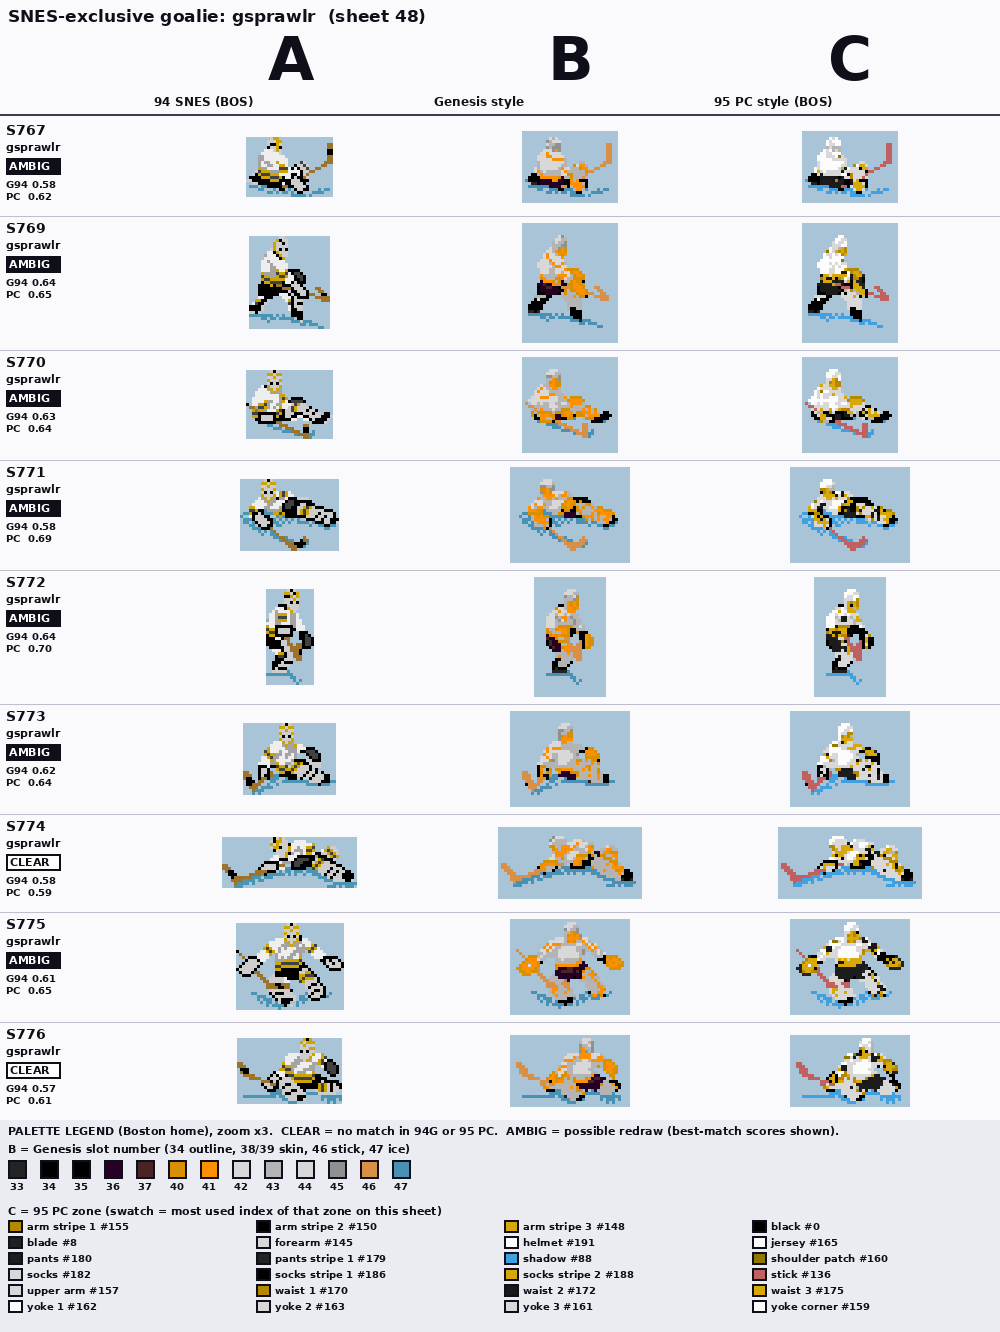 SNES-exclusive goalie: gsprawlr (sheet 48)
A B C
94 SNES (BOS) Genesis style 95 PC style (BOS)
S767
gsprawlr
AMBIG
G94 0.58
PC 0.62
S769
gsprawlr
AMBIG
G94 0.64
PC 0.65
S770
gsprawlr
AMBIG
G94 0.63
PC 0.64
S771
gsprawlr
AMBIG
G94 0.58
PC 0.69
S772
gsprawlr
AMBIG
G94 0.64
PC 0.70
S773
gsprawlr
AMBIG
G94 0.62
PC 0.64
S774
gsprawlr
CLEAR
G94 0.58
PC 0.59
S775
gsprawlr
AMBIG
G94 0.61
PC 0.65
S776
gsprawlr
CLEAR
G94 0.57
PC 0.61
PALETTE LEGEND (Boston home), zoom x3. CLEAR = no match in 94G or 95 PC. AMBIG = possible redraw (best-match scores shown).
B = Genesis slot number (34 outline, 38/39 skin, 46 stick, 47 ice)
33 34 35 36 37 40 41 42 43 44 45 46 47
C = 95 PC zone (swatch = most used index of that zone on this sheet)
arm stripe 1 #155 arm stripe 2 #150 arm stripe 3 #148 black #0
blade #8 forearm #145 helmet #191 jersey #165
pants #180 pants stripe 1 #179 shadow #88 shoulder patch #160
socks #182 socks stripe 1 #186 socks stripe 2 #188 stick #136
upper arm #157 waist 1 #170 waist 2 #172 waist 3 #175
yoke 1 #162 yoke 2 #163 yoke 3 #161 yoke corner #159